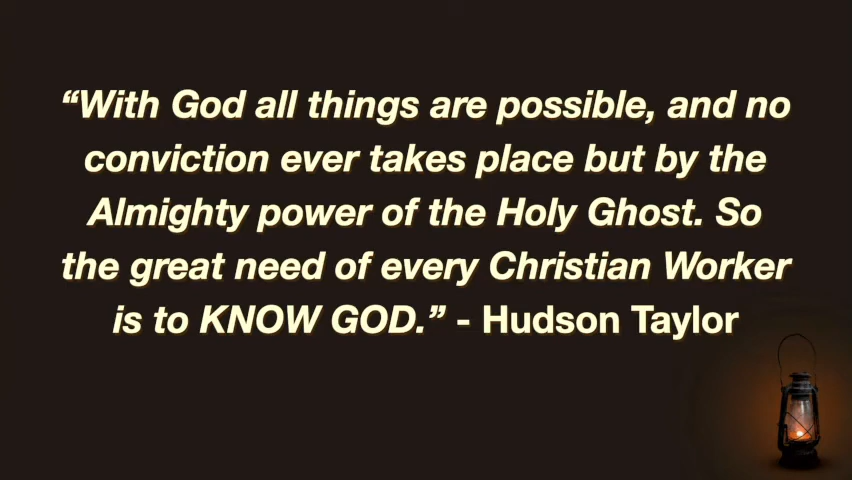 “With God all things are possible, and no
conviction ever takes place but by the
Almighty power of the Holy Ghost. So
the great need of every Christian Worker
is to KNOW GOD.” - Hudson Taylor